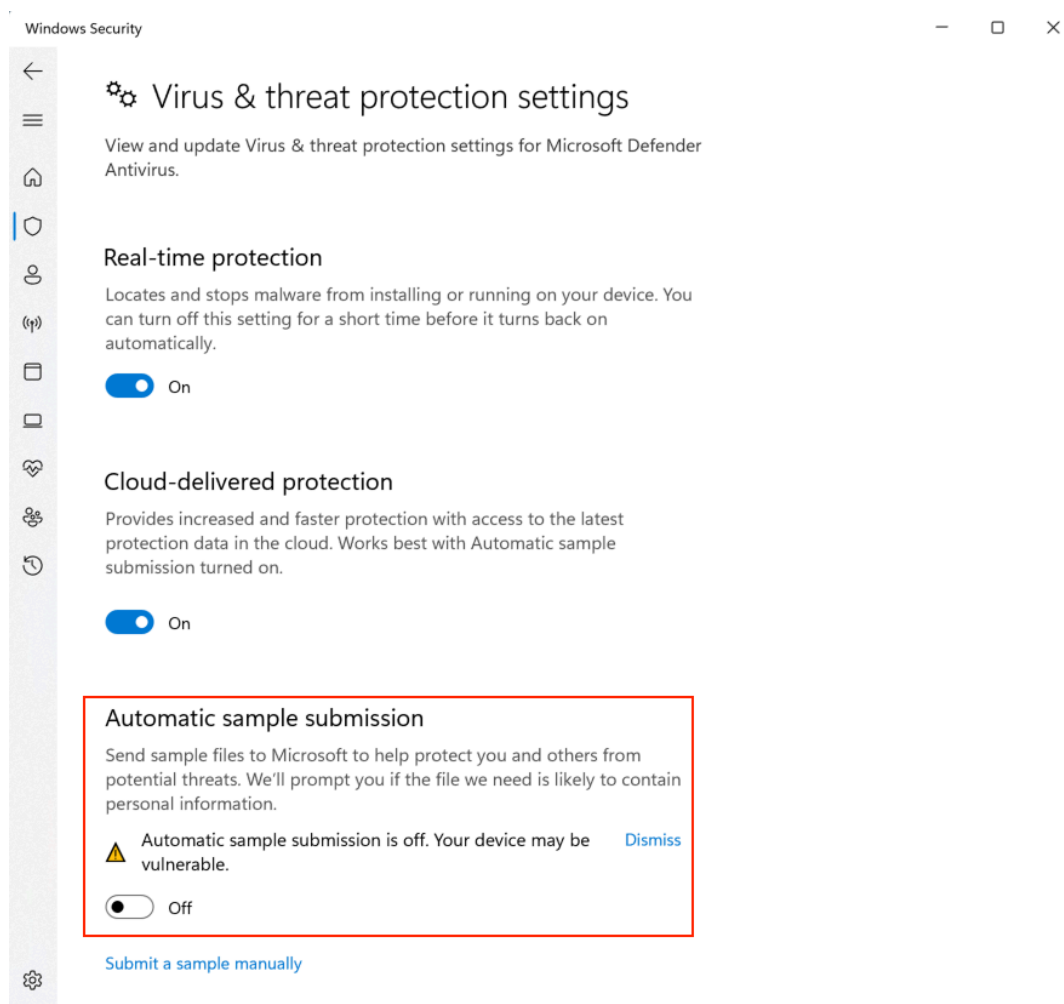 Windows Security
Virus & threat protection settings
View and update Virus & threat protection settings for Microsoft Defender
Antivirus.
Real-time protection
Locates and stops malware from installing or running on your device. You
can turn off this setting for a short time before it turns back on
automatically.
On
Cloud-delivered protection
Provides increased and faster protection with access to the latest
protection data in the cloud. Works best with Automatic sample
submission turned on.
On
Automatic sample submission
Send sample files to Microsoft to help protect you and others from
potential threats. We'll prompt you if the file we need is likely to contain
personal information.
Automatic sample submission is off. Your device may be
vulnerable.
Dismiss
Off
Submit a sample manually